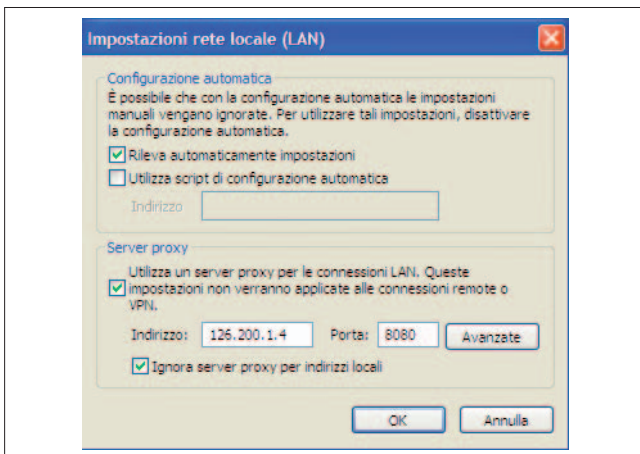 Impostazioni rete locale (LAN)
Configurazione automatica
È possibile che con la configurazione automatica le impostazioni
manuali vengano ignorate. Per utilizzare tali impostazioni, disattivare
la configurazione automatica.
Rileva automaticamente impostazioni
Utilizza script di configurazione automatica
Indirizzo
Server proxy
Utilizza un server proxy per le connessioni LAN. Queste
impostazioni non verranno applicate alle connessioni remote o
VPN.
Indirizzo: 126.200.1.4 Porta: 8080 Avanzate
Ignora server proxy per indirizzi locali
OK Annulla